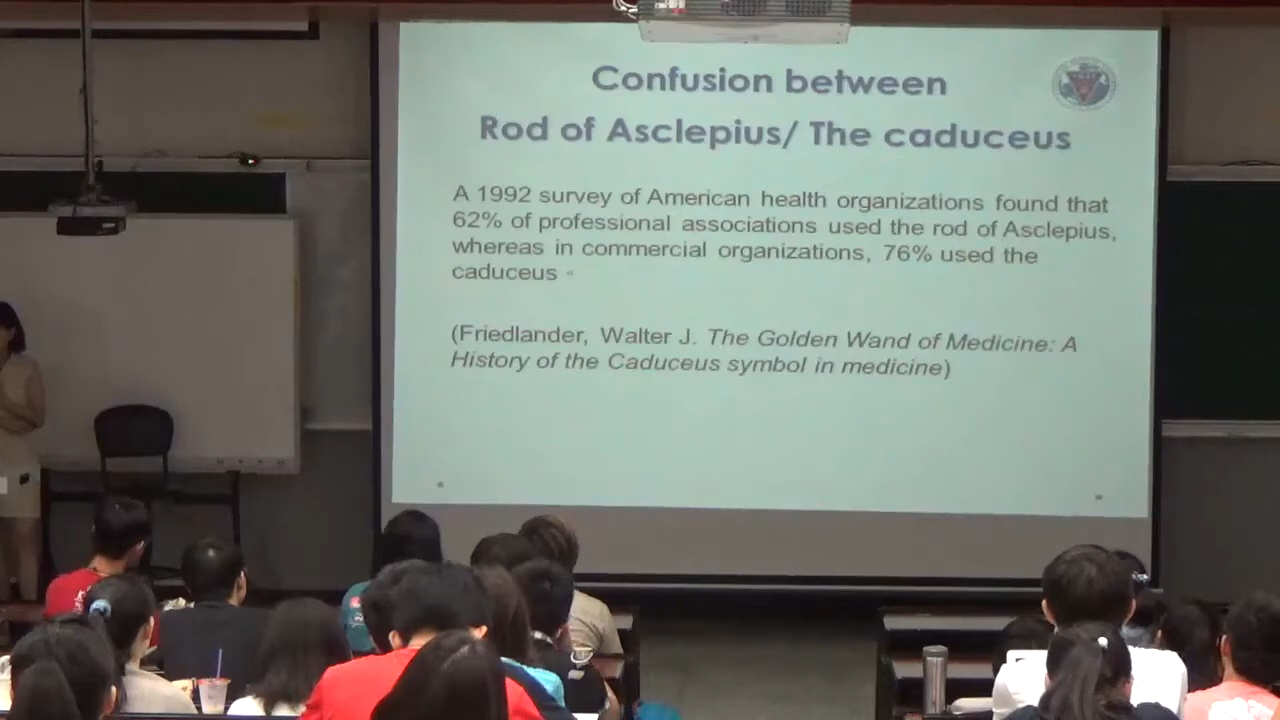 Confusion between
Rod of Asclepius/ The caduceus
A 1992 survey of American health organizations found that
62% of professional associations used the rod of Asclepius,
whereas in commercial organizations, 76% used the
caduceus
(Friedlander, Walter J. The Golden Wand of Medicine: A
History of the Caduceus symbol in medicine)